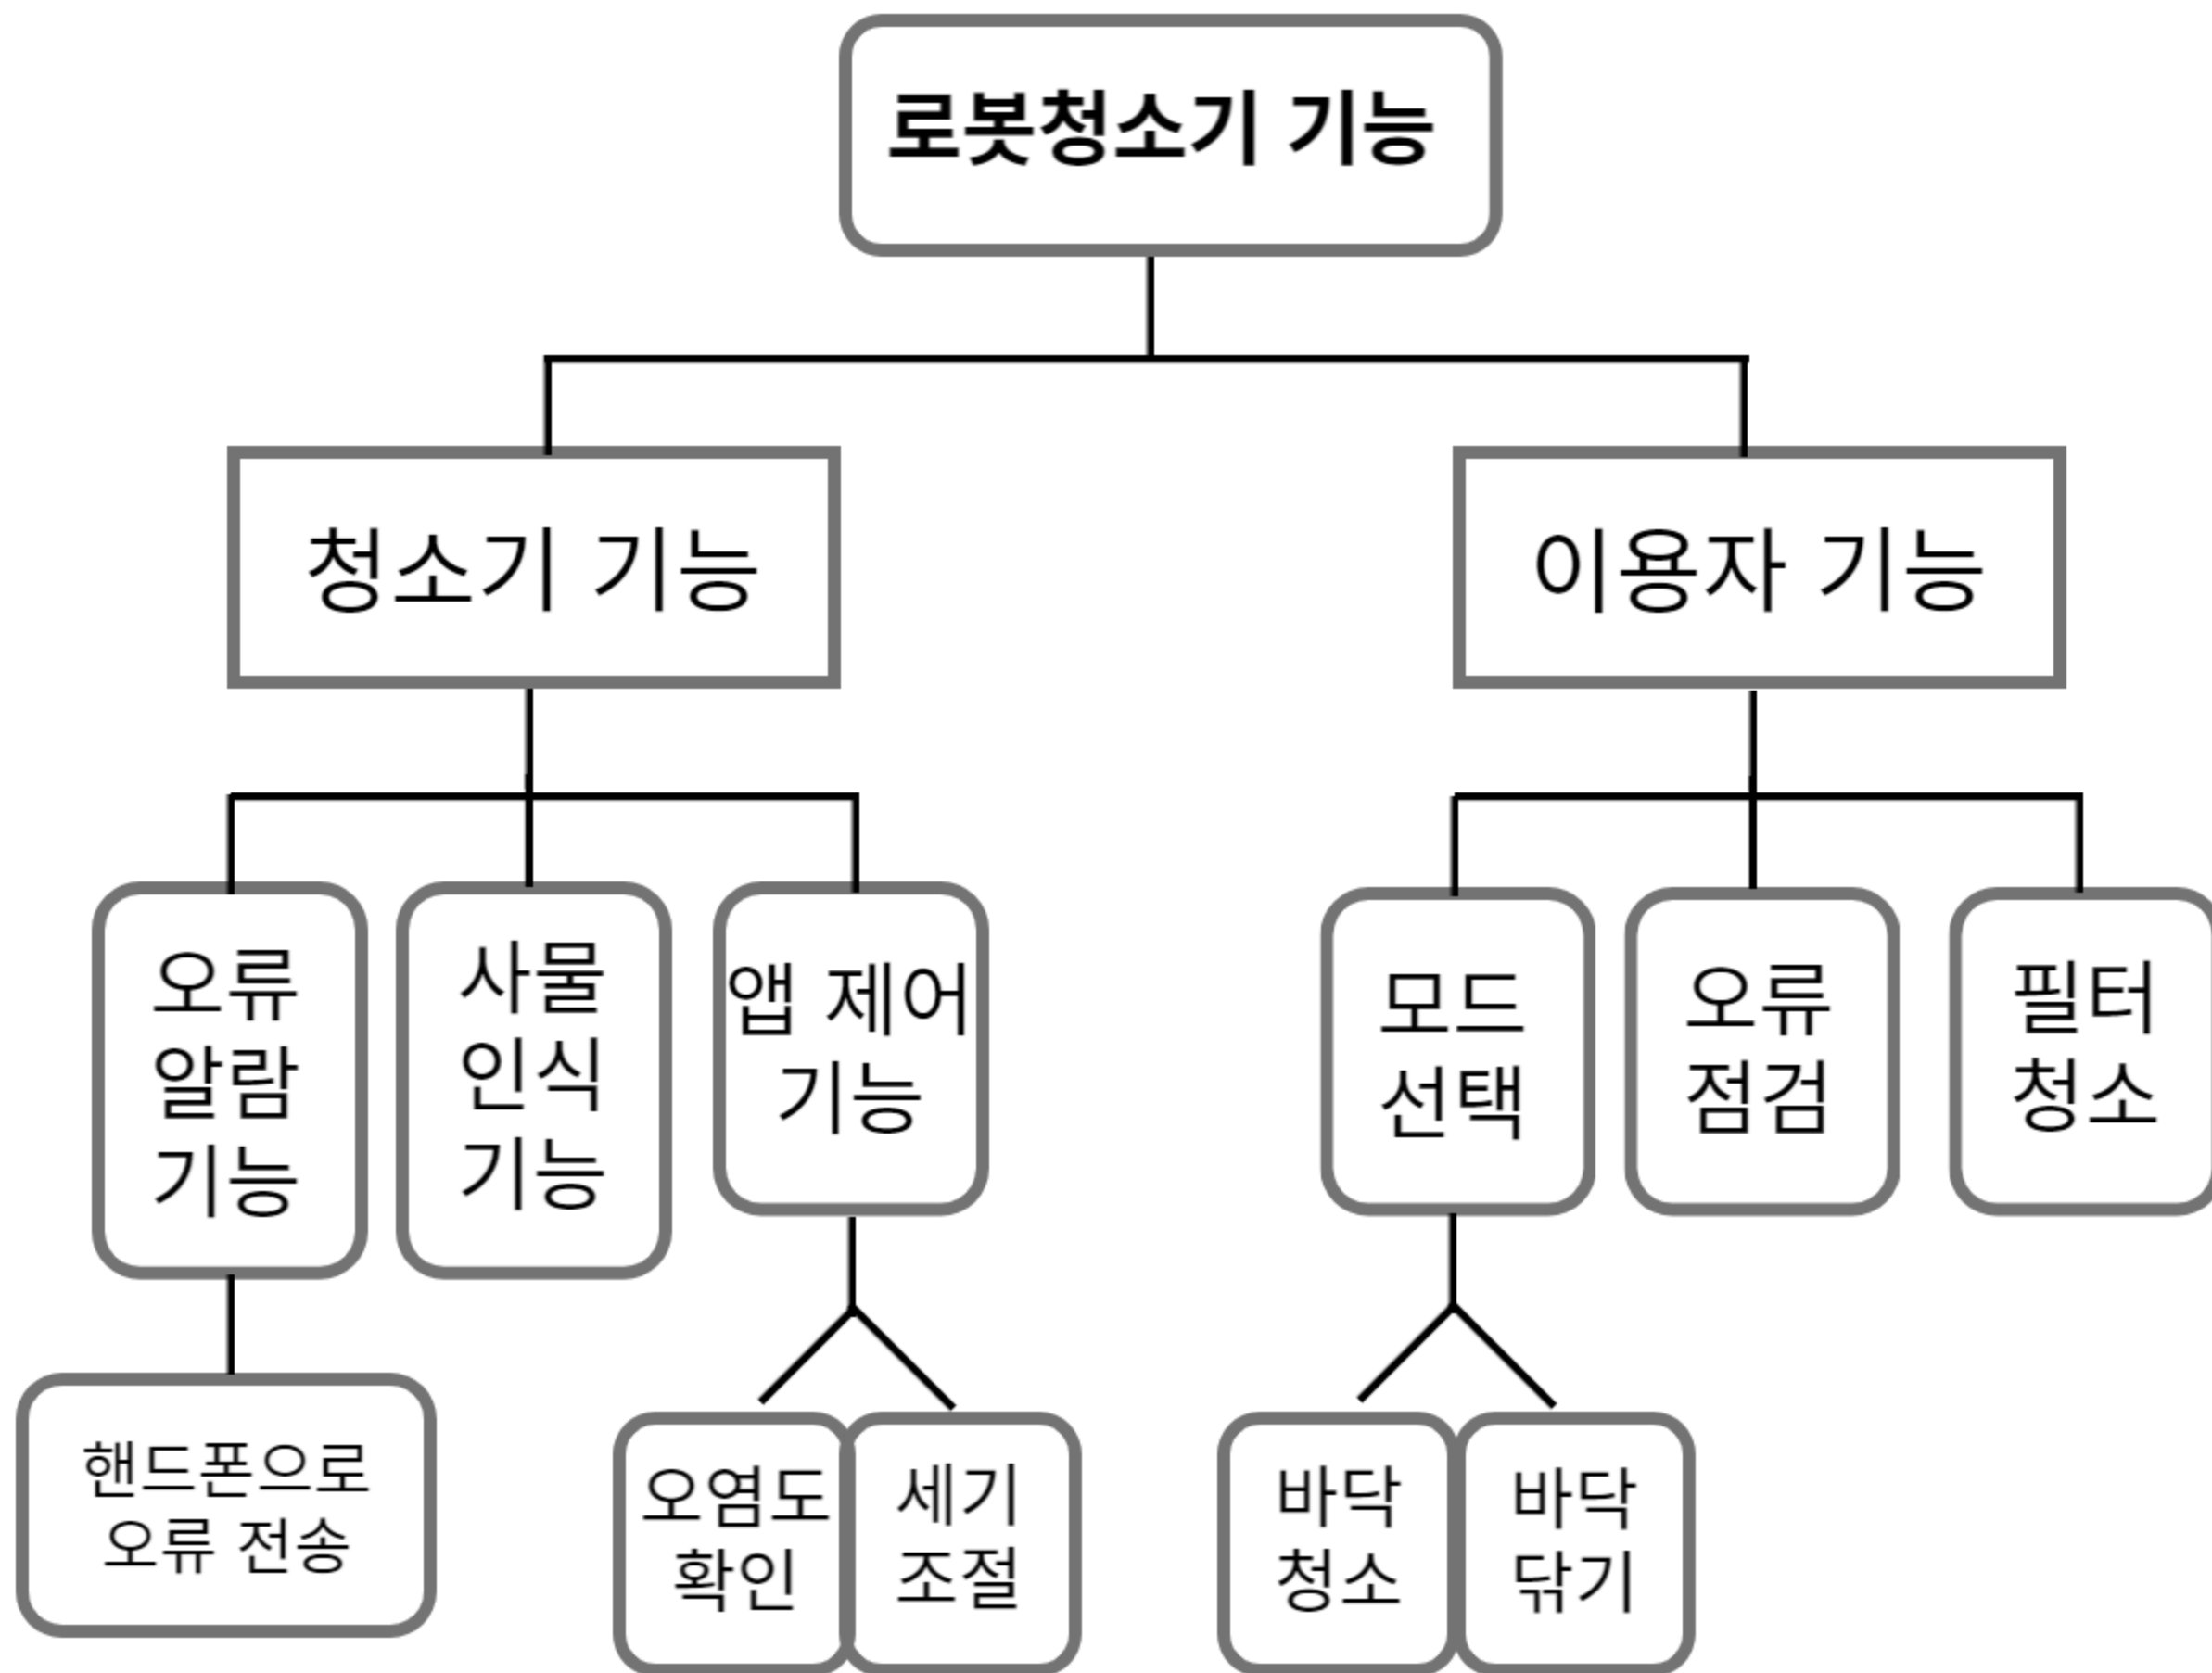 로봇청소기 기능
청소기 기능
이용자 기능
오류
알람
기능
사물
인식
기능
앱 제어
기능
모드
선택
오류
점검
필터
청소
핸드폰으로
오류 전송
오염도
확인
세기
조절
바닥
청소
바닥
닦기